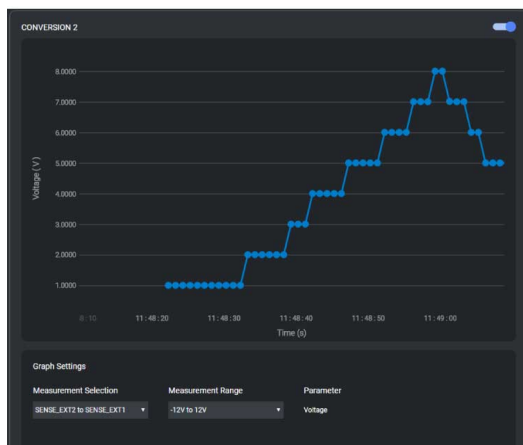 CONVERSION 2
8.0000
7.0000
6.0000
5.0000
4.0000
3.0000
2.0000
1.0000
Voltage ( V )
11 : 48 : 20 11 : 48 : 30 11 : 48 : 40 11 : 48 : 50 11 : 49 : 00
Time (s)
Graph Settings
Measurement Selection Measurement Range Parameter
SENSE_EXT2 to SENSE_EXT1 -12V to 12V Voltage